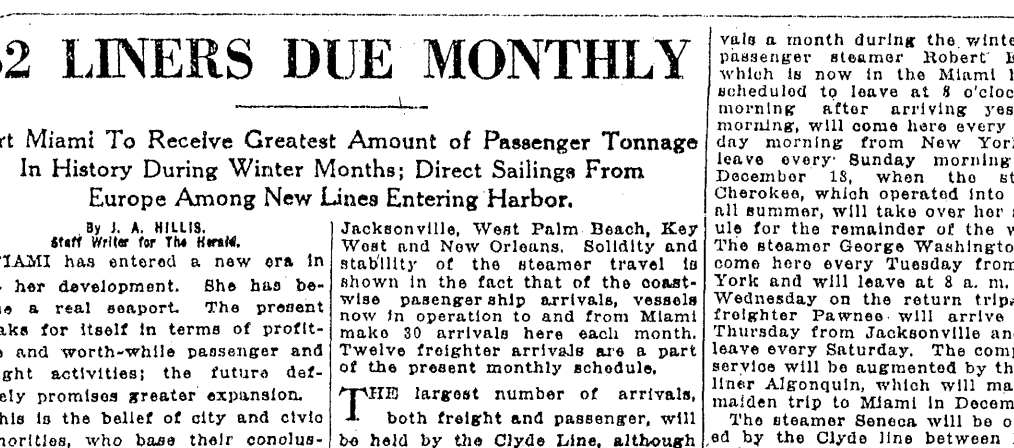 2 LINERS DUE MONTHLY
rt Miami To Receive Greatest Amount of Passenger Tonnage
In History During Winter Months; Direct Sailings From
Europe Among New Lines Entering Harbor.
By J. A. HILLIS.
Staff Writer for The Herald.
IAMI has entered a new era in
her development. She has be-
e a real seaport. The present
aks for itself in terms of profit-
e and worth-while passenger and
ght activities; the future def-
ely promises greater expansion.
his is the belief of city and civic
horities, who base their conclus-
Jacksonville, West Palm Beach, Key
West and New Orleans. Solidity and
stability of the steamer travel is
shown in the fact that of the coast-
wise pasenger ship arrivals, vessels
now in operation to and from Miami
make 30 arrivals here each month.
Twelve freighter arrivals are a part
of the present monthly schedule.
THE largest number of arrivals,
both freight and passenger, will
be held by the Clyde Line, although
vals a month during the winte
passenger steamer Robert E
which is now in the Miami h
scheduled to leave at 8 o'cloc
morning after arriving yes
morning, will come here every
day morning from New York
leave every Sunday morning
December 18, when the st
Cherokee, which operated into
all summer, will take over her s
ule for the remainder of the w
The steamer George Washingto
come here every Tuesday from
York and will leave at 8 a. m.
Wednesday on the return trip.
freighter Pawnee will arrive
Thursday from Jacksonville an
leave every Saturday. The comp
service will be augmented by th
liner Algonquin, which will ma
maiden trip to Miami in Decem
The steamer Seneca will be o
ed by the Clyde line between